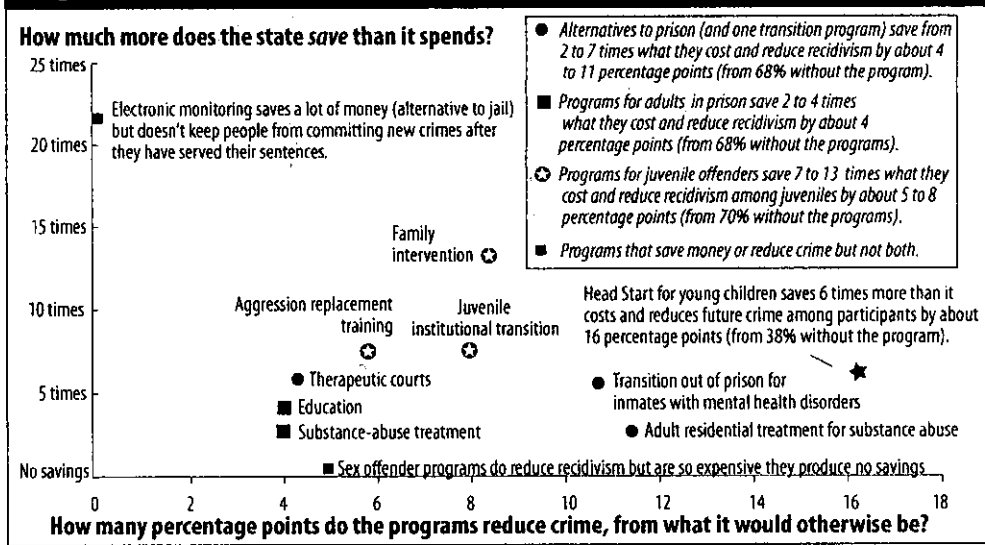 How much more does the state save than it spends?
25 times
20 times
15 times
10 times
5 times
No savings
Electronic monitoring saves a lot of money (alternative to jail)
but doesn't keep people from committing new crimes after
they have served their sentences.
Alternatives to prison (and one transition program) save from
2 to 7 times what they cost and reduce recidivism by about 4
to 11 percentage points (from 68% without the program).
Programs for adults in prison save 2 to 4 times
what they cost and reduce recidivism by about 4
percentage points (from 68% without the programs).
Programs for juvenile offenders save 7 to 13 times what they
cost and reduce recidivism among juveniles by about 5 to 8
percentage points (from 70% without the programs).
Programs that save money or reduce crime but not both.
Family
intervention
Aggression replacement
training
Juvenile
institutional transition
Head Start for young children saves 6 times more than it
costs and reduces future crime among participants by about
16 percentage points (from 38% without the program).
Therapeutic courts
Education
Substance-abuse treatment
Transition out of prison for
inmates with mental health disorders
Adult residential treatment for substance abuse
Sex offender programs do reduce recidivism but are so expensive they produce no savings
0 2 4 6 8 10 12 14 16 18
How many percentage points do the programs reduce crime, from what it would otherwise be?